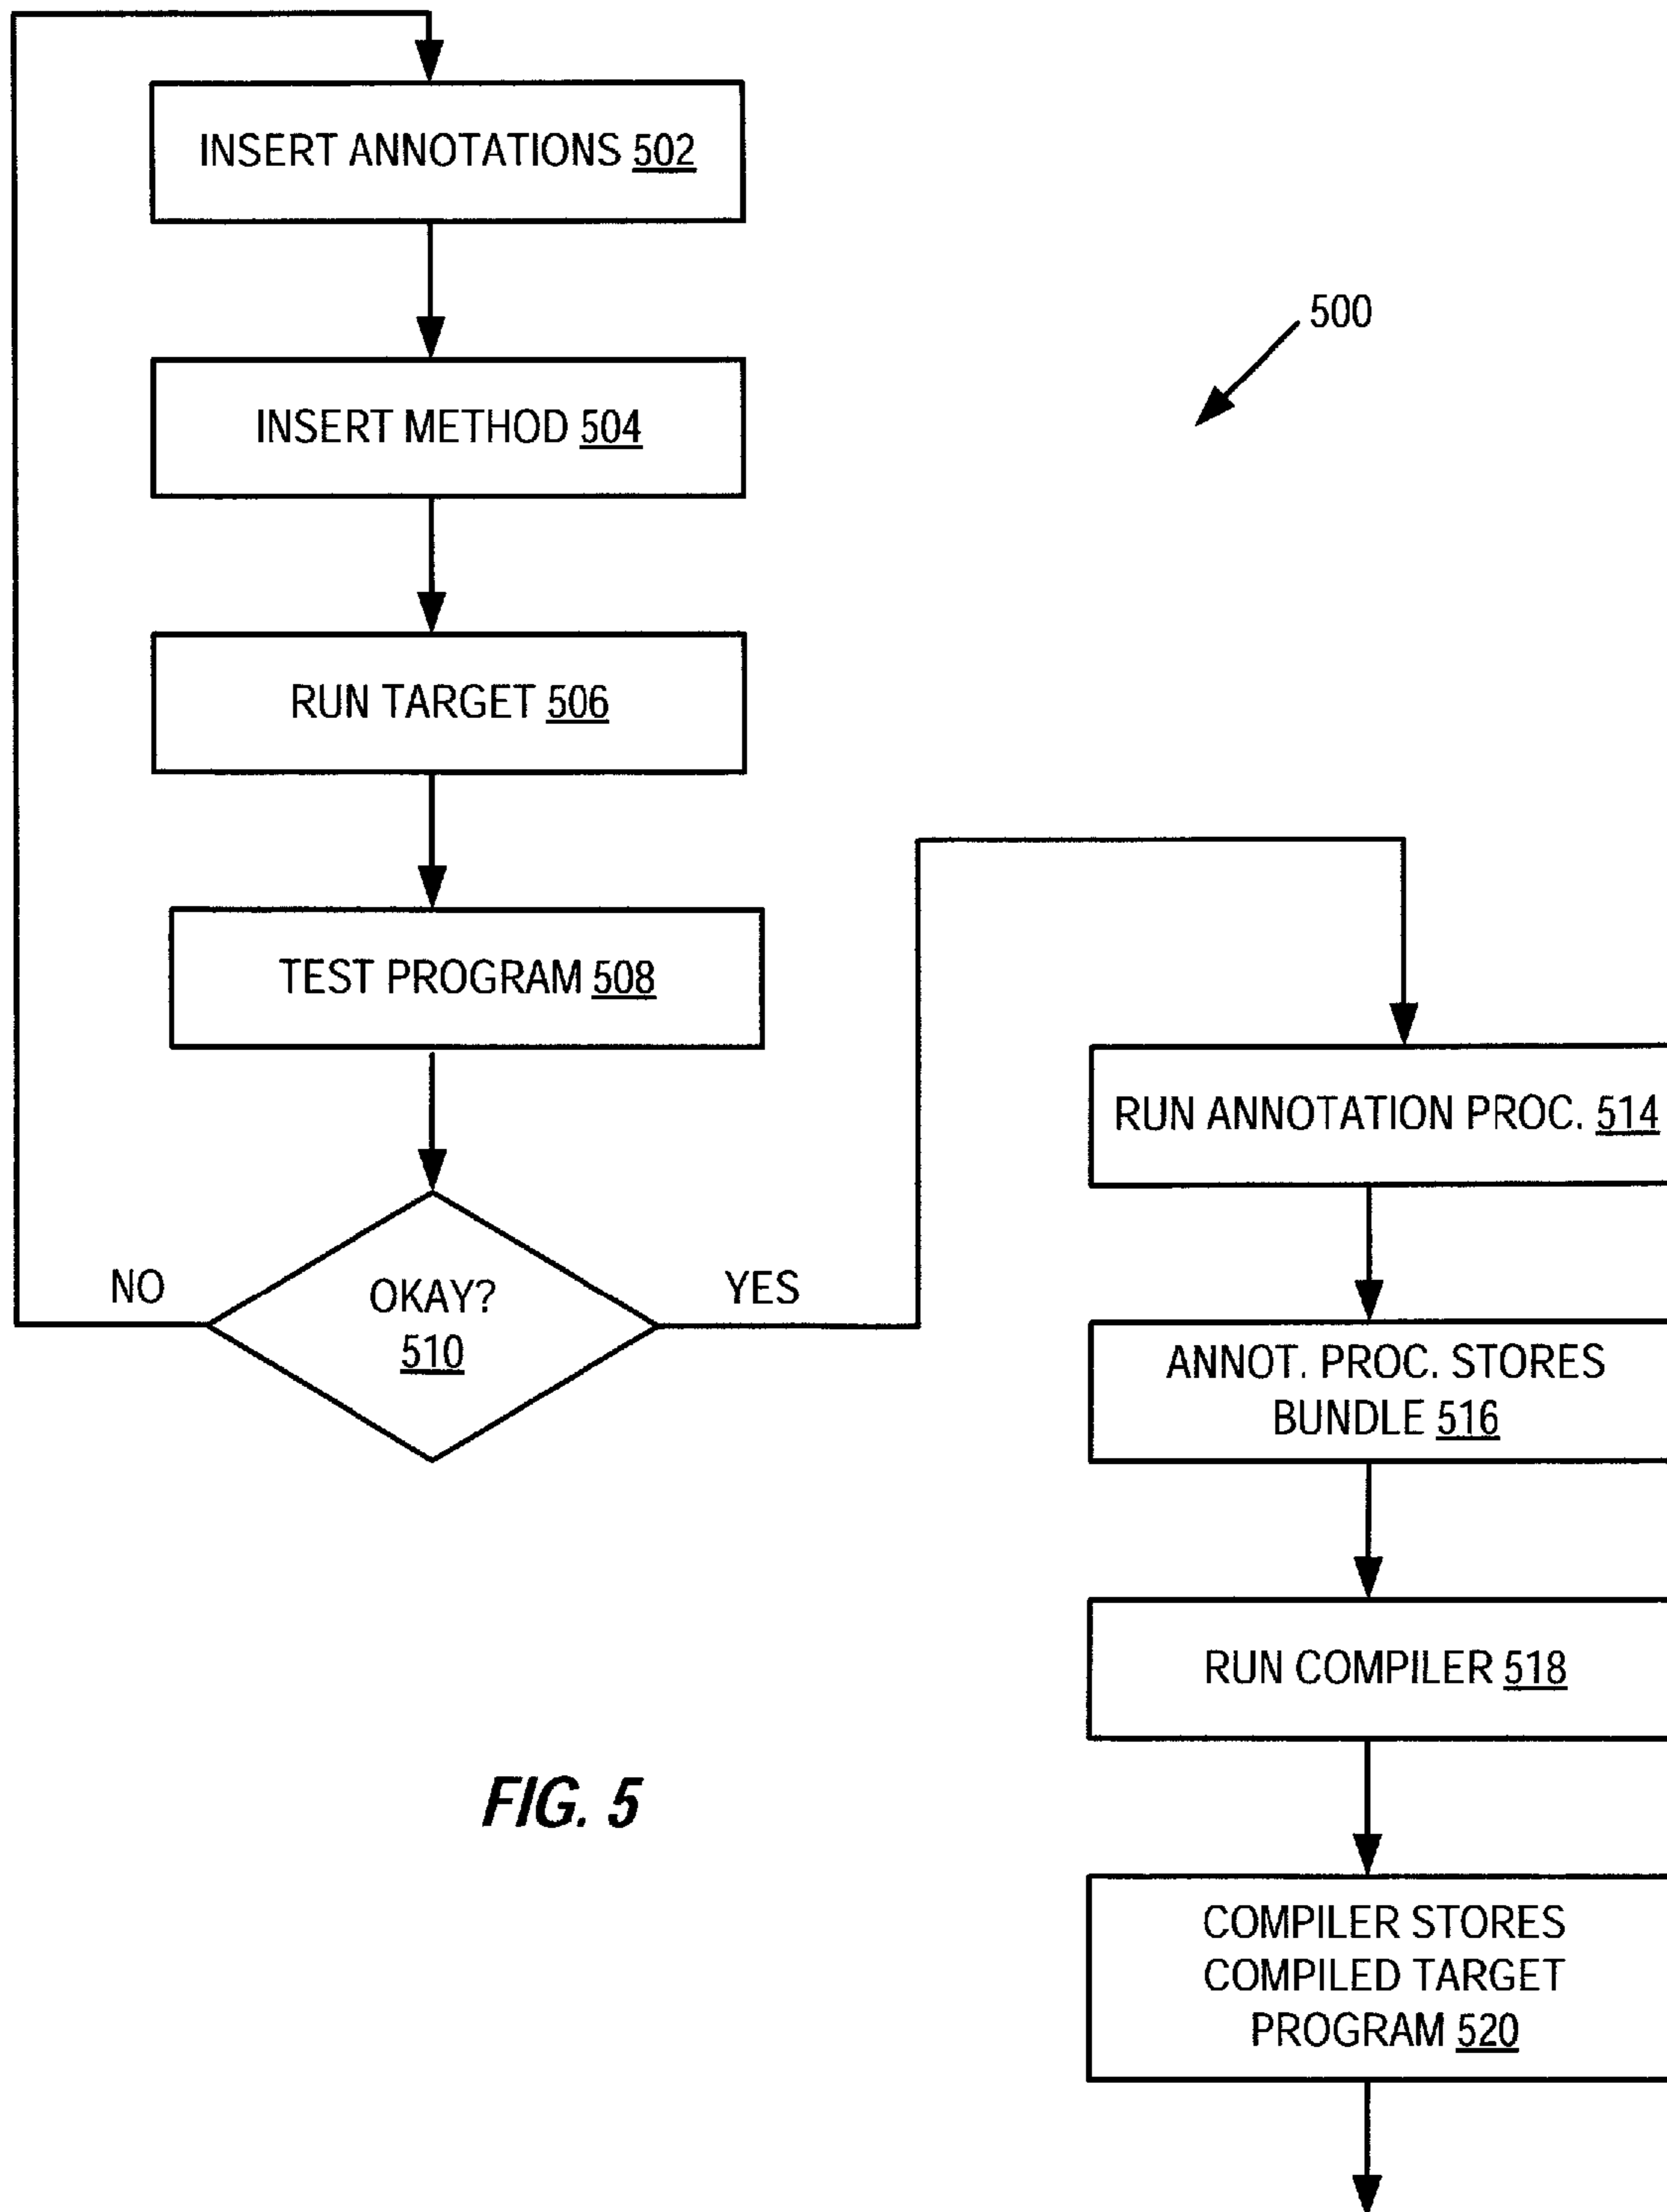 INSERT ANNOTATIONS 502
INSERT METHOD 504
500
RUN TARGET 506
TEST PROGRAM 508
NO
OKAY?
510
YES
RUN ANNOTATION PROC. 514
ANNOT. PROC. STORES
BUNDLE 516
RUN COMPILER 518
COMPILER STORES
COMPILED TARGET
PROGRAM 520
FIG. 5